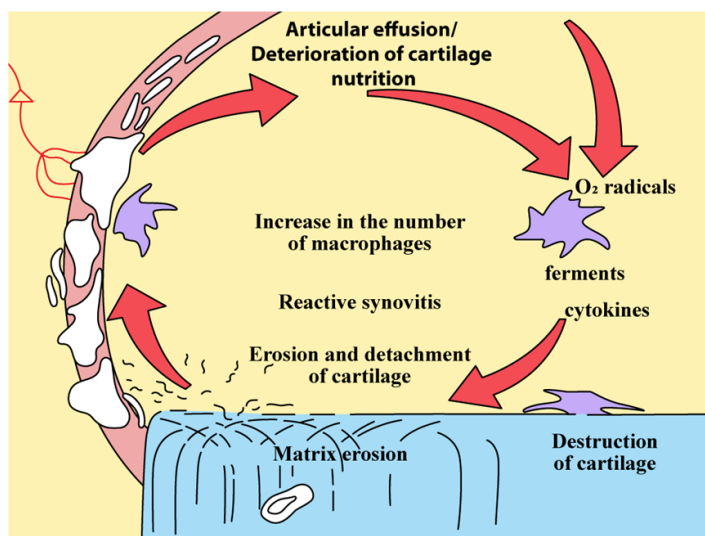 Articular effusion/
Deterioration of cartilage
nutrition
O₂ radicals
Increase in the number
of macrophages
ferments
Reactive synovitis
cytokines
Erosion and detachment
of cartilage
Matrix erosion
Destruction
of cartilage